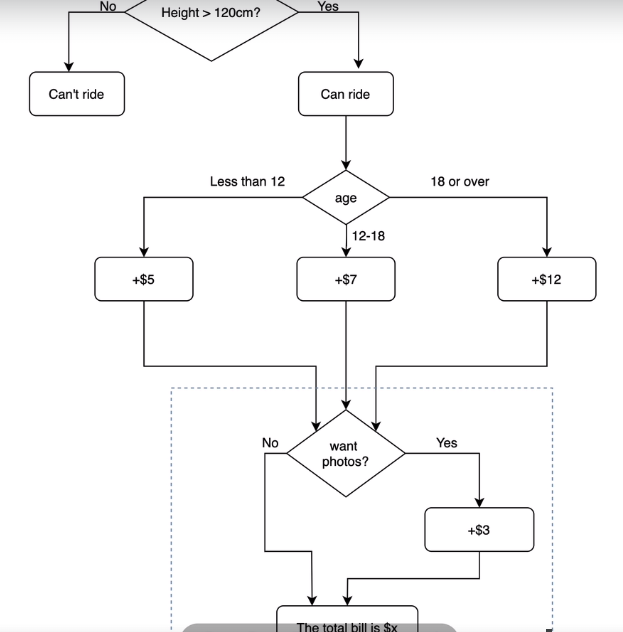 No
Height > 120cm?
Yes
Can't ride
Can ride
Less than 12
age
18 or over
12-18
+$5
+$7
+$12
No
want
photos?
Yes
+$3
The total bill is $x